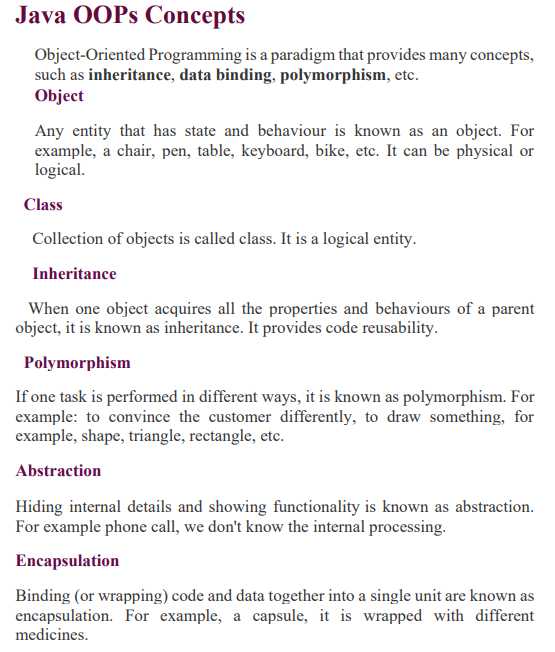 Java OOPs Concepts
Object-Oriented Programming is a paradigm that provides many concepts,
such as inheritance, data binding, polymorphism, etc.
Object
Any entity that has state and behaviour is known as an object. For
example, a chair, pen, table, keyboard, bike, etc. It can be physical or
logical.
Class
Collection of objects is called class. It is a logical entity.
Inheritance
When one object acquires all the properties and behaviours of a parent
object, it is known as inheritance. It provides code reusability.
Polymorphism
If one task is performed in different ways, it is known as polymorphism. For
example: to convince the customer differently, to draw something, for
example, shape, triangle, rectangle, etc.
Abstraction
Hiding internal details and showing functionality is known as abstraction.
For example phone call, we don't know the internal processing.
Encapsulation
Binding (or wrapping) code and data together into a single unit are known as
encapsulation. For example, a capsule, it is wrapped with different
medicines.